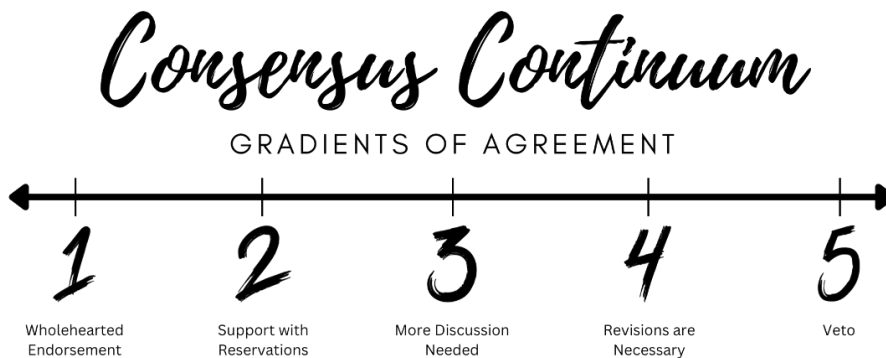 Consensus Continuum
GRADIENTS OF AGREEMENT
1 2 3 4 5
Wholehearted
Endorsement
Support with
Reservations
More Discussion
Needed
Revisions are
Necessary
Veto